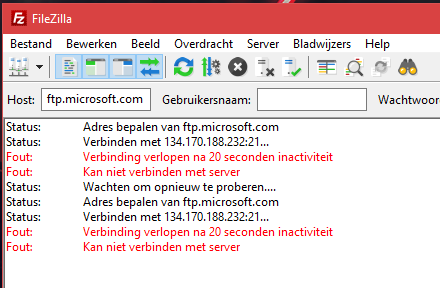 FileZilla
Bestand Bewerken Beeld Overdracht Server Bladwijzers Help
Host: ftp.microsoft.com Gebruikersnaam: Wachtwoor
Status: Adres bepalen van ftp.microsoft.com
Status: Verbinden met 134.170.188.232:21...
Fout: Verbinding verlopen na 20 seconden inactiviteit
Fout: Kan niet verbinden met server
Status: Wachten om opnieuw te proberen....
Status: Adres bepalen van ftp.microsoft.com
Status: Verbinden met 134.170.188.232:21...
Fout: Verbinding verlopen na 20 seconden inactiviteit
Fout: Kan niet verbinden met server